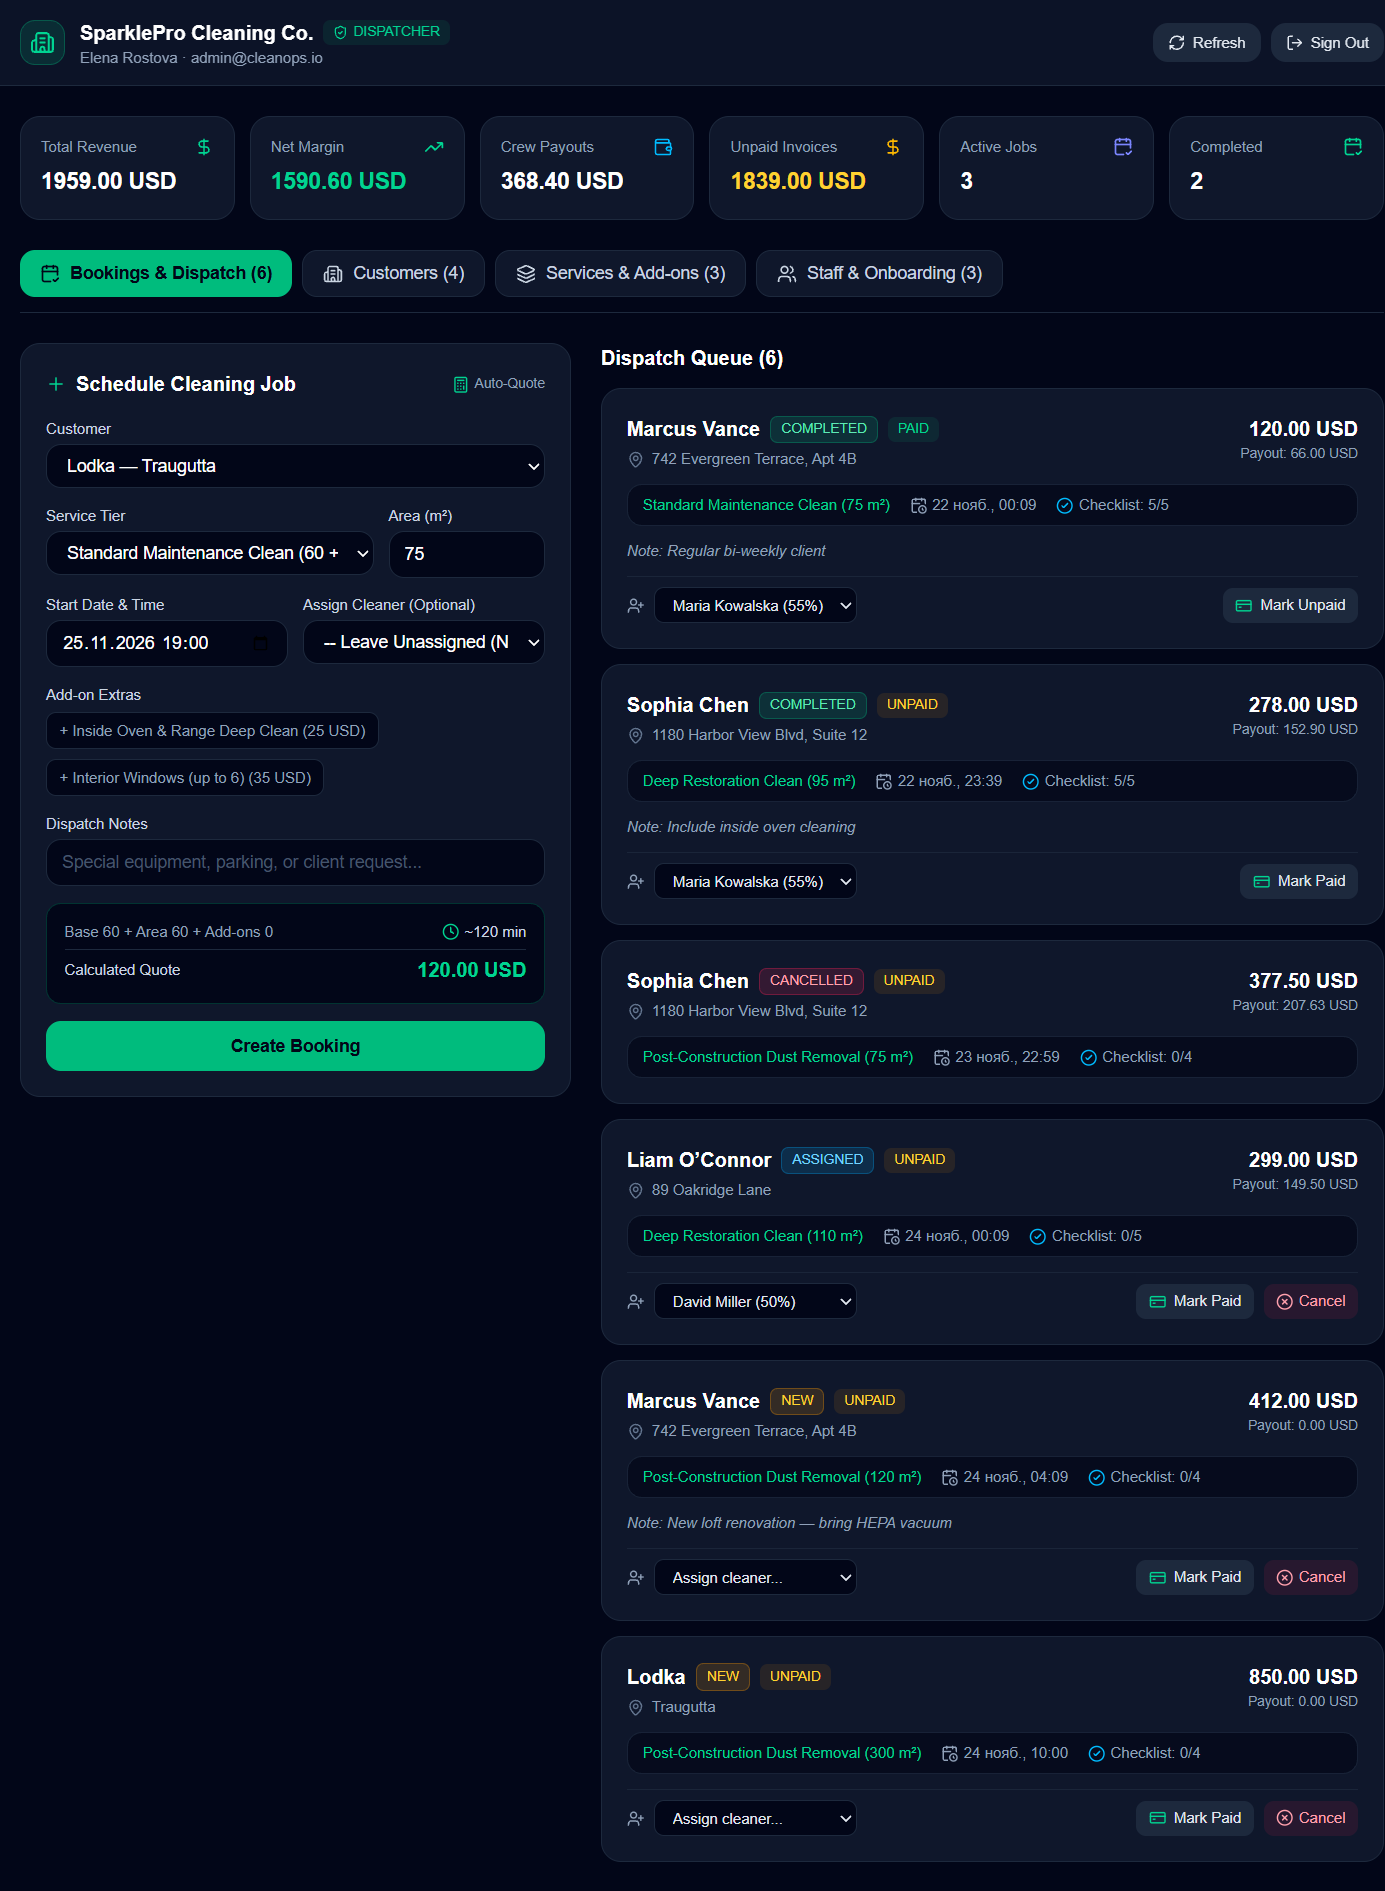 SparklePro Cleaning Co. DISPATCHER
Elena Rostova · admin@cleanops.io
Refresh
Sign Out
Total Revenue
1959.00 USD
Net Margin
1590.60 USD
Crew Payouts
368.40 USD
Unpaid Invoices
1839.00 USD
Active Jobs
3
Completed
2
Bookings & Dispatch (6)
Customers (4)
Services & Add-ons (3)
Staff & Onboarding (3)
Schedule Cleaning Job
Auto-Quote
Customer
Lodka — Traugutta
Service Tier
Standard Maintenance Clean (60 +
Area (m²)
75
Start Date & Time
25.11.2026 19:00
Assign Cleaner (Optional)
-- Leave Unassigned (N
Add-on Extras
+ Inside Oven & Range Deep Clean (25 USD)
+ Interior Windows (up to 6) (35 USD)
Dispatch Notes
Special equipment, parking, or client request...
Base 60 + Area 60 + Add-ons 0
~120 min
Calculated Quote
120.00 USD
Create Booking
Dispatch Queue (6)
Marcus Vance COMPLETED PAID
120.00 USD
742 Evergreen Terrace, Apt 4B
Payout: 66.00 USD
Standard Maintenance Clean (75 m²) 22 нояб., 00:09 Checklist: 5/5
Note: Regular bi-weekly client
Maria Kowalska (55%)
Mark Unpaid
Sophia Chen COMPLETED UNPAID
278.00 USD
1180 Harbor View Blvd, Suite 12
Payout: 152.90 USD
Deep Restoration Clean (95 m²) 22 нояб., 23:39 Checklist: 5/5
Note: Include inside oven cleaning
Maria Kowalska (55%)
Mark Paid
Sophia Chen CANCELLED UNPAID
377.50 USD
1180 Harbor View Blvd, Suite 12
Payout: 207.63 USD
Post-Construction Dust Removal (75 m²) 23 нояб., 22:59 Checklist: 0/4
Liam O’Connor ASSIGNED UNPAID
299.00 USD
89 Oakridge Lane
Payout: 149.50 USD
Deep Restoration Clean (110 m²) 24 нояб., 00:09 Checklist: 0/5
David Miller (50%)
Mark Paid
Cancel
Marcus Vance NEW UNPAID
412.00 USD
742 Evergreen Terrace, Apt 4B
Payout: 0.00 USD
Post-Construction Dust Removal (120 m²) 24 нояб., 04:09 Checklist: 0/4
Note: New loft renovation — bring HEPA vacuum
Assign cleaner...
Mark Paid
Cancel
Lodka NEW UNPAID
850.00 USD
Traugutta
Payout: 0.00 USD
Post-Construction Dust Removal (300 m²) 24 нояб., 10:00 Checklist: 0/4
Assign cleaner...
Mark Paid
Cancel